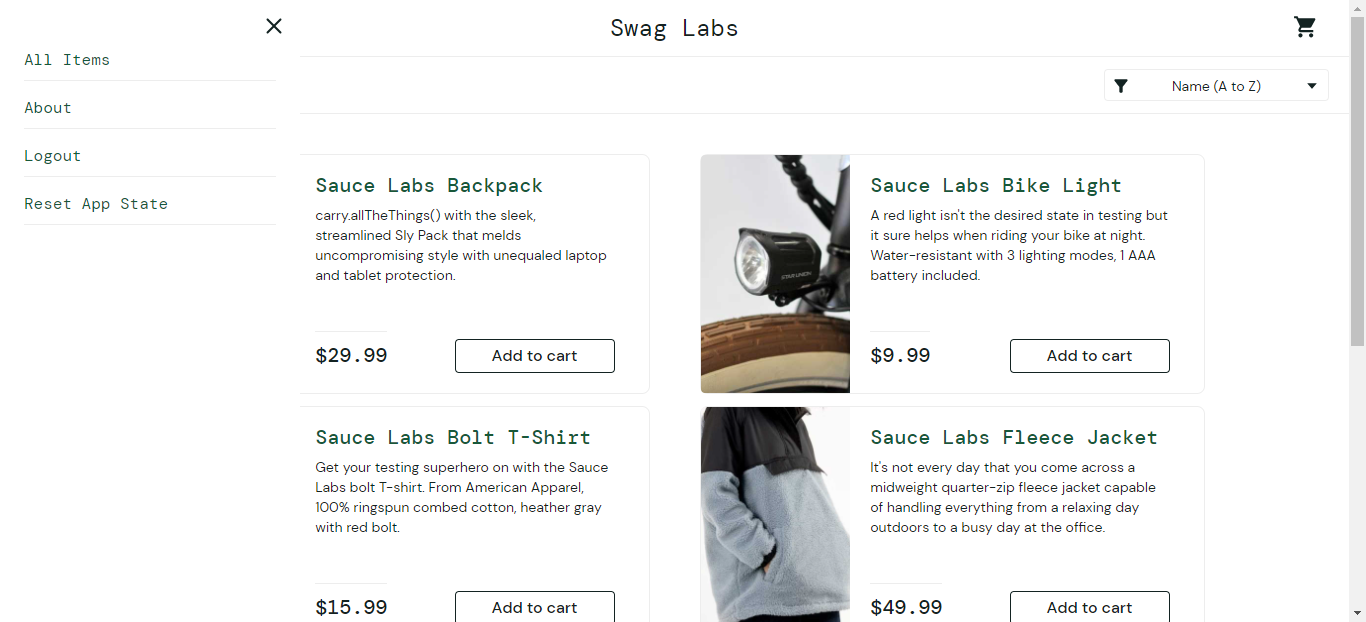 Swag Labs
All Items
About
Logout
Reset App State
Name (A to Z)
Sauce Labs Backpack
carry.allTheThings() with the sleek,
streamlined Sly Pack that melds
uncompromising style with unequaled laptop
and tablet protection.
$29.99
Add to cart
Sauce Labs Bike Light
A red light isn't the desired state in testing but
it sure helps when riding your bike at night.
Water-resistant with 3 lighting modes, 1 AAA
battery included.
$9.99
Add to cart
STAR UNION
Sauce Labs Bolt T-Shirt
Get your testing superhero on with the Sauce
Labs bolt T-shirt. From American Apparel,
100% ringspun combed cotton, heather gray
with red bolt.
$15.99
Add to cart
Sauce Labs Fleece Jacket
It's not every day that you come across a
midweight quarter-zip fleece jacket capable
of handling everything from a relaxing day
outdoors to a busy day at the office.
$49.99
Add to cart